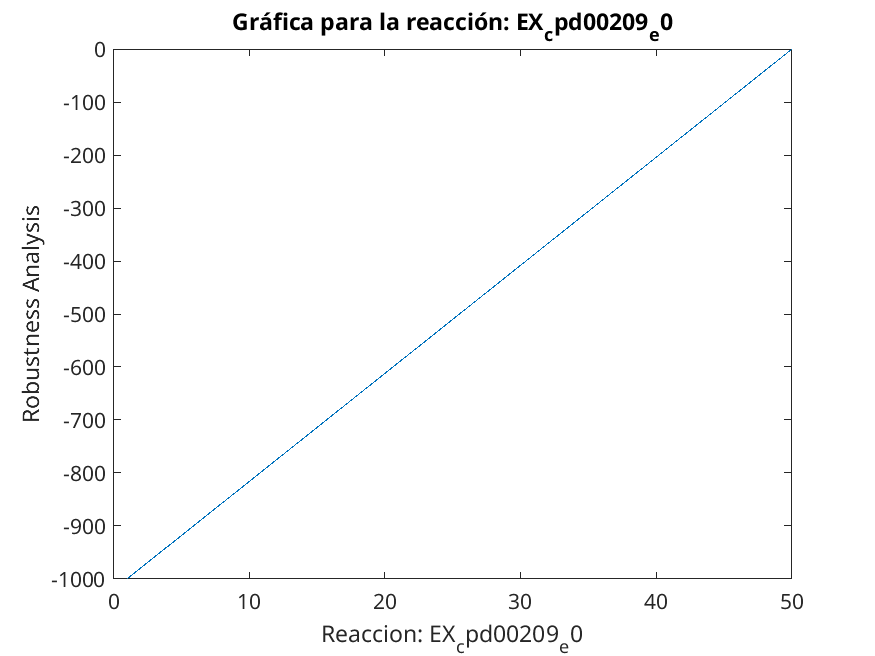 Gráfica para la reacción: EXcpd00209e0
0
-100
-200
-300
-400
-500
-600
-700
-800
-900
-1000
Robustness Analysis
0 10 20 30 40 50
Reaccion: EXcpd00209e0